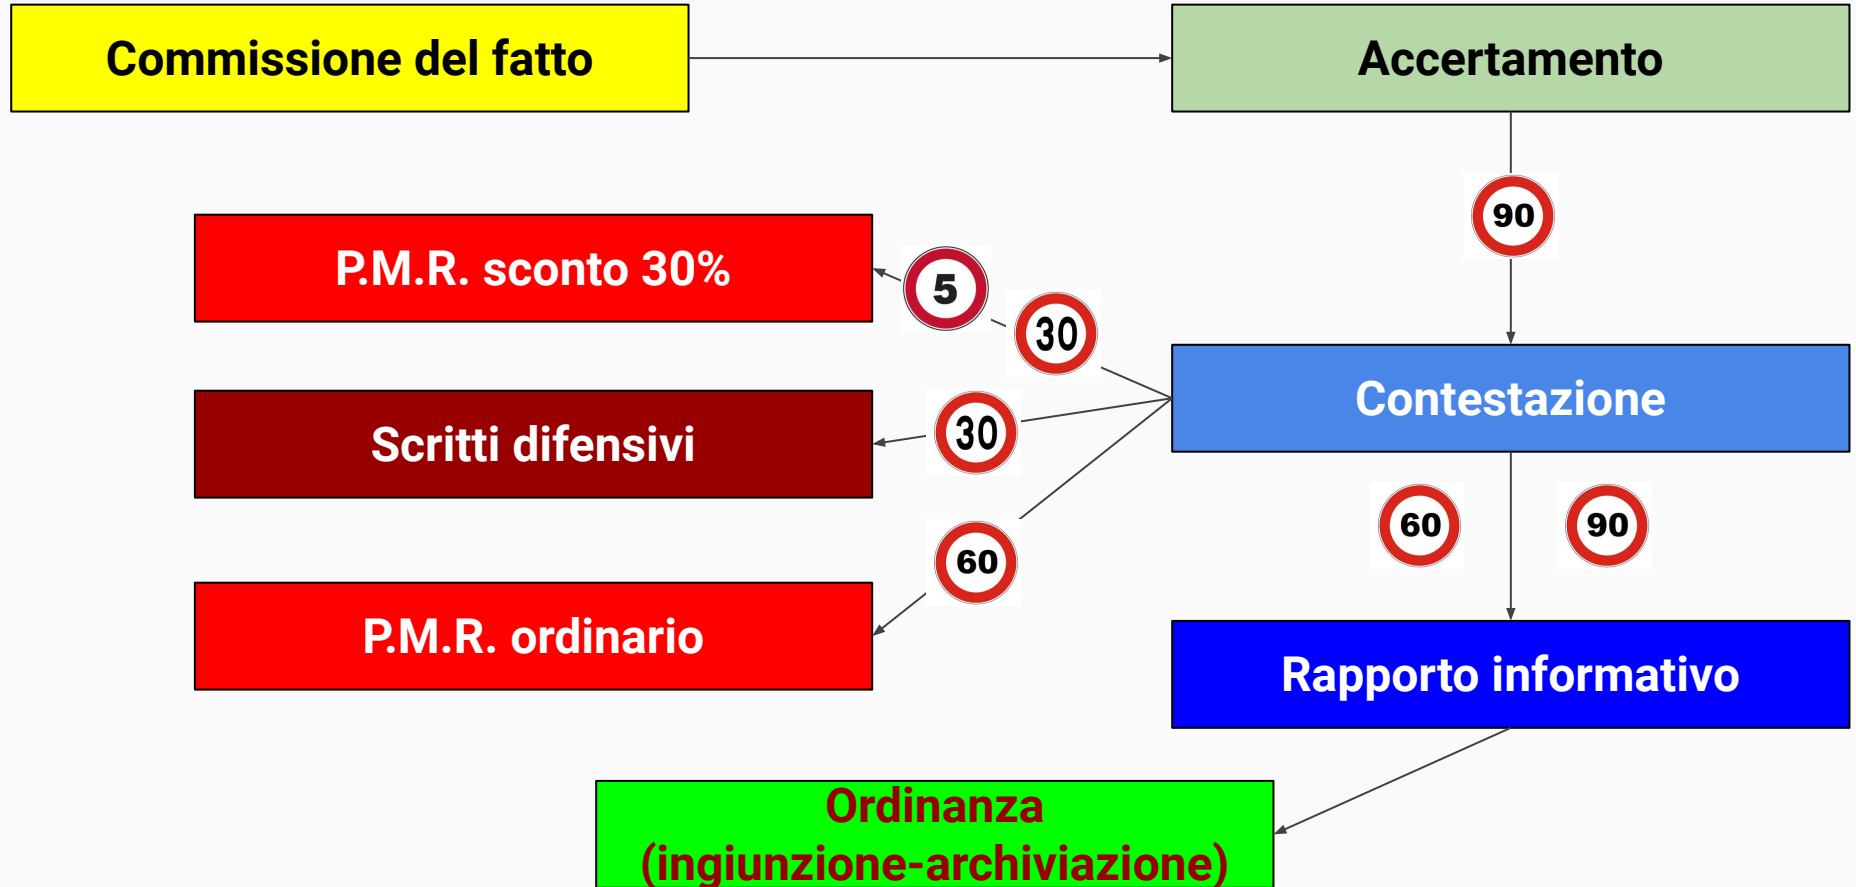 Commissione del fatto
Accertamento
90
P.M.R. sconto 30%
5
30
Contestazione
Scritti difensivi
30
60
90
60
P.M.R. ordinario
Rapporto informativo
Ordinanza
(ingiunzione-archiviazione)